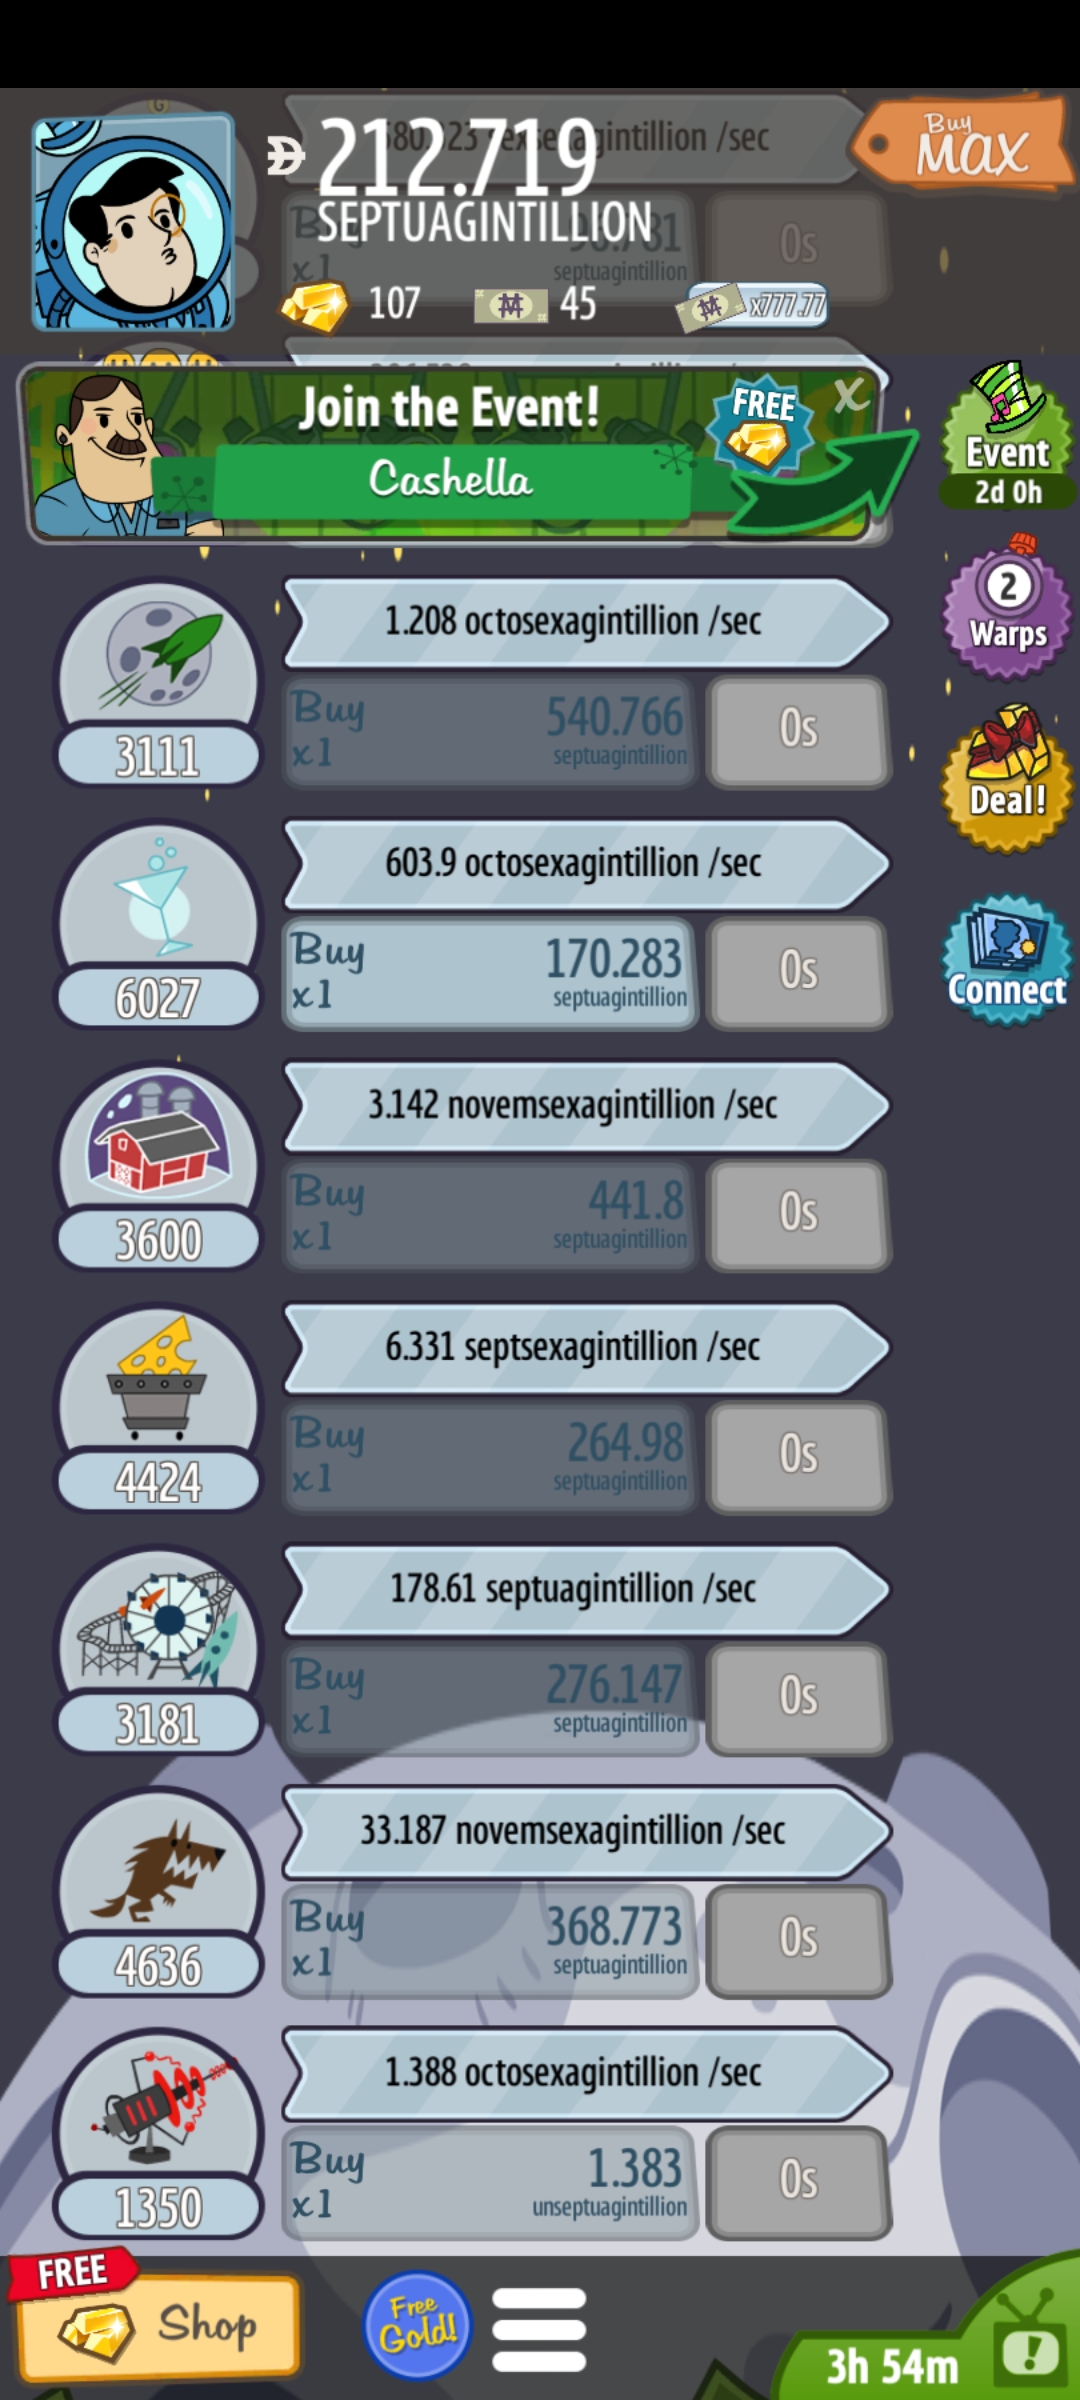 212.719
SEPTUAGINTILLION
/sec
Buy
MAX
Buy
x1
septuagintillion
0s
107
45
x777.77
Join the Event!
Cashella
FREE
X
Event
2d 0h
2
Warps
Deal!
Connect
1.208 octosexagintillion /sec
Buy
x1
540.766
septuagintillion
0s
3111
603.9 octosexagintillion /sec
Buy
x1
170.283
septuagintillion
0s
6027
3.142 novemsexagintillion /sec
Buy
x1
441.8
septuagintillion
0s
3600
6.331 septsexagintillion /sec
Buy
x1
264.98
septuagintillion
0s
4424
178.61 septuagintillion /sec
Buy
x1
276.147
septuagintillion
0s
3181
33.187 novemsexagintillion /sec
Buy
x1
368.773
septuagintillion
0s
4636
1.388 octosexagintillion /sec
Buy
x1
1.383
unseptuagintillion
0s
1350
FREE
Shop
Free
Gold!
3h 54m
!